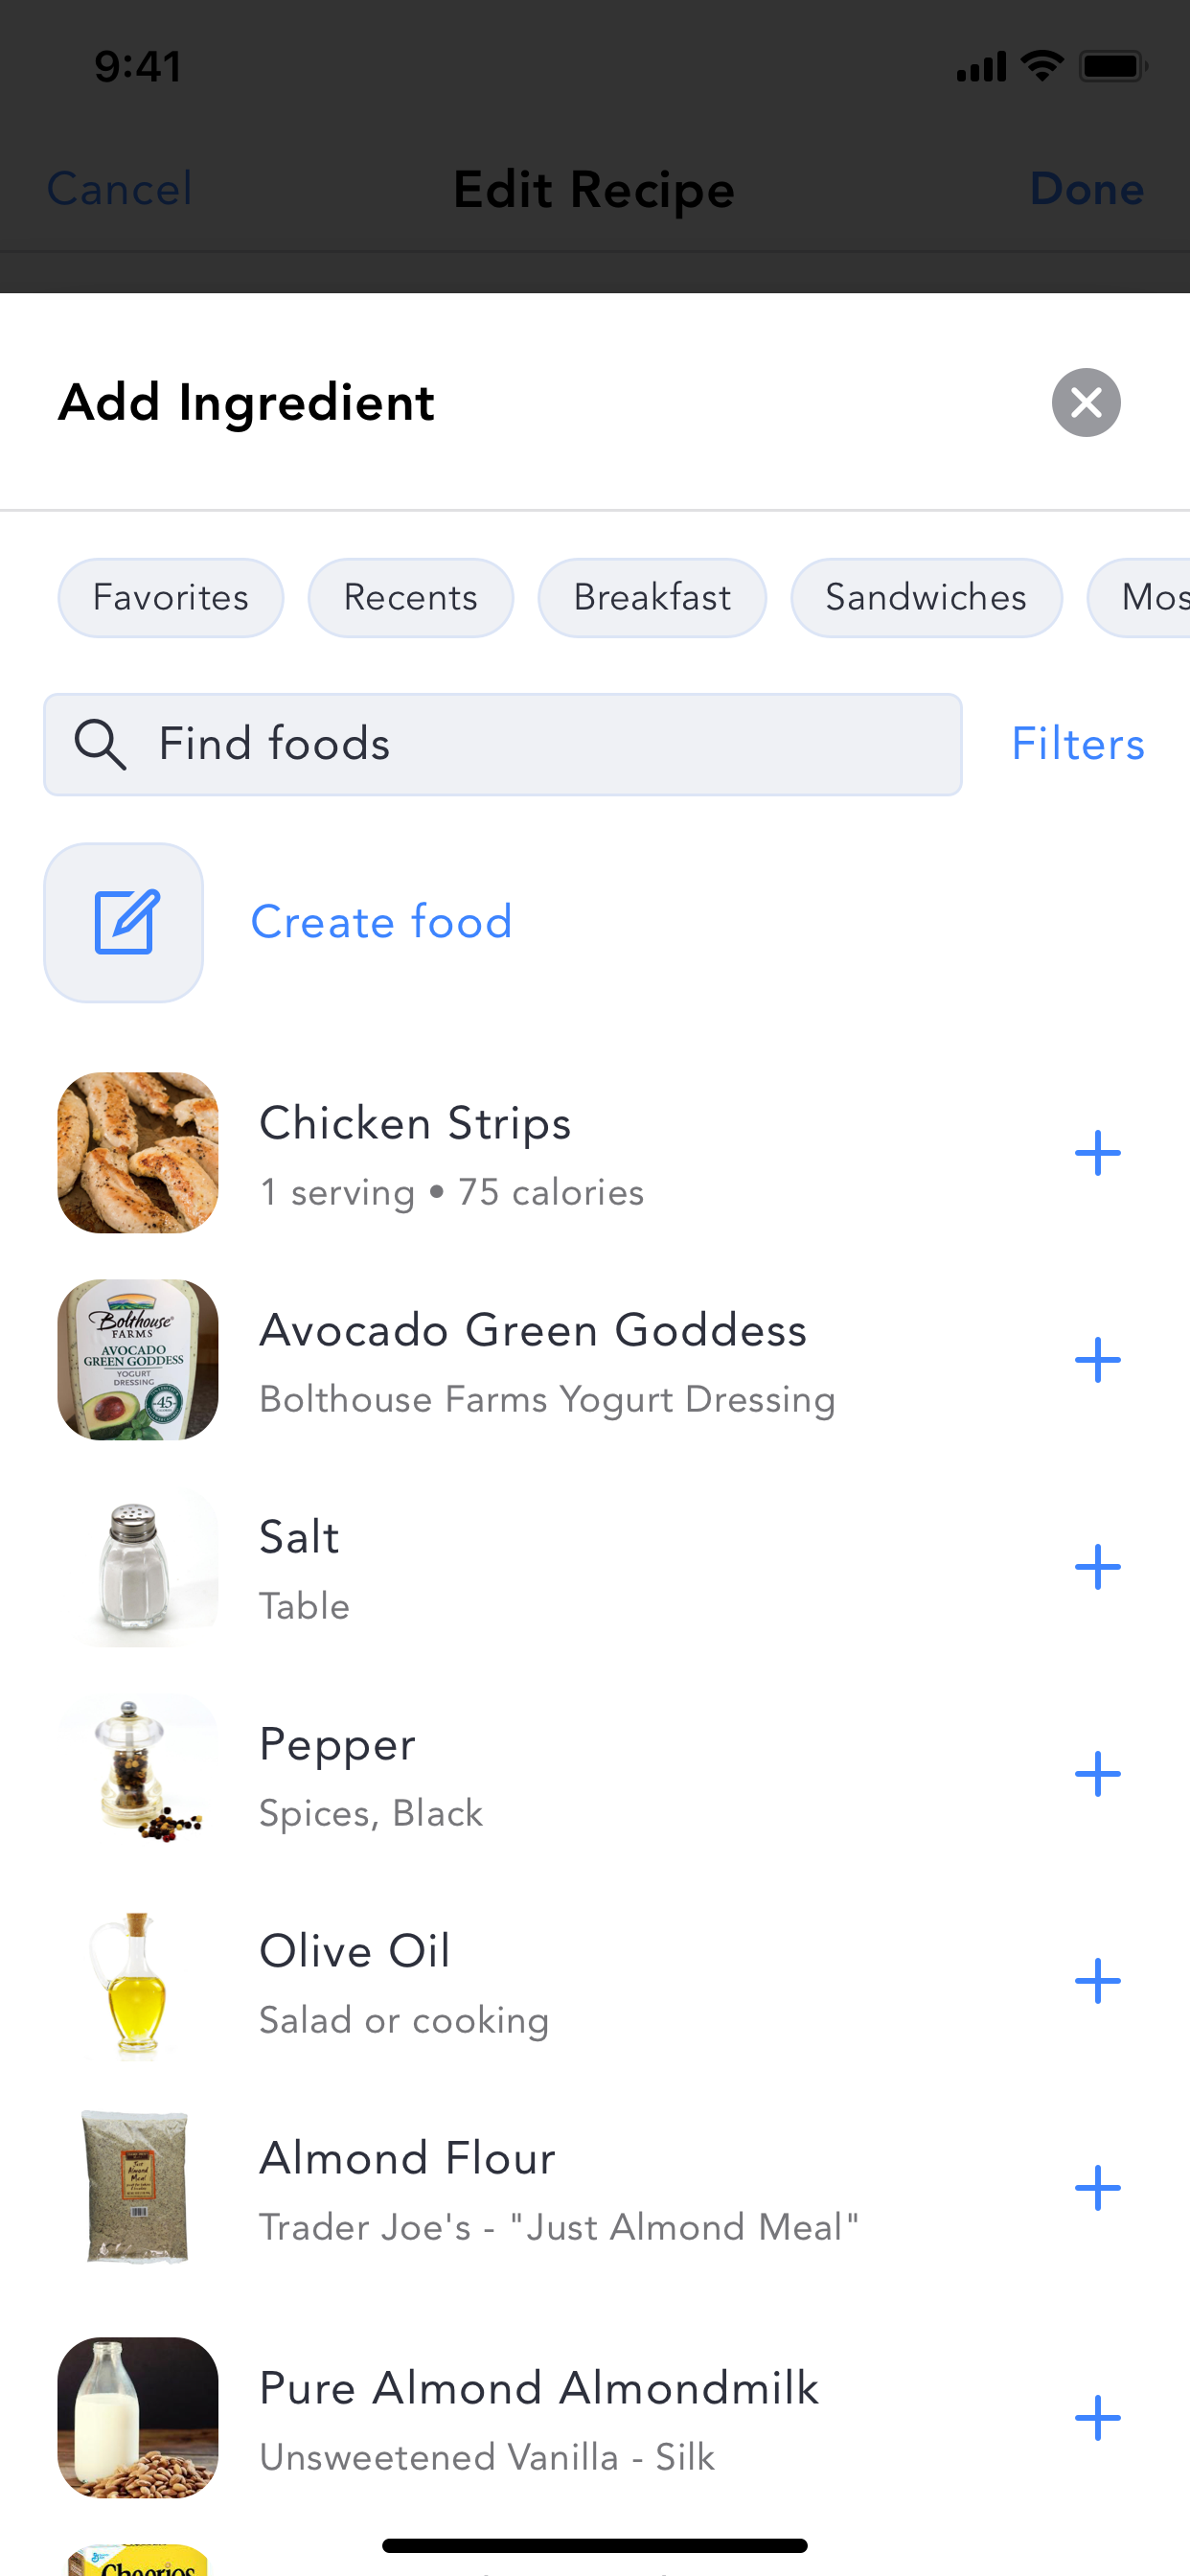 9:41
Cancel
Edit Recipe
Done
Add Ingredient
Favorites
Recents
Breakfast
Sandwiches
Mos
Find foods
Filters
Create food
Chicken Strips
1 serving • 75 calories
Bolthouse
FARMS
AVOCADO
GREEN GODDESS
YOGURT
DRESSING
45
Avocado Green Goddess
Bolthouse Farms Yogurt Dressing
Salt
Table
Pepper
Spices, Black
Olive Oil
Salad or cooking
Just
Almond
Meal
Almond Flour
Trader Joe's - "Just Almond Meal"
Pure Almond Almondmilk
Unsweetened Vanilla - Silk
Cheerios